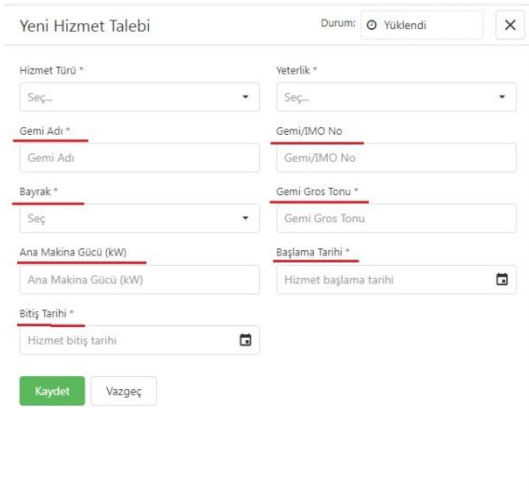 Yeni Hizmet Talebi
Durum: Yüklendi
Hizmet Türü *
Yeterlik *
Seç...
Seç...
Gemi Adı *
Gemi/IMO No
Gemi Adı
Gemi/IMO No
Bayrak *
Gemi Gros Tonu *
Seç
Gemi Gros Tonu
Ana Makina Gücü (kW)
Başlama Tarihi *
Ana Makina Gücü (kW)
Hizmet başlama tarihi
Bitiş Tarihi *
Hizmet bitiş tarihi
Kaydet
Vazgeç